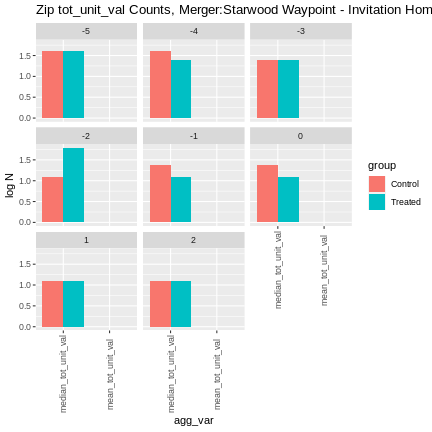 Zip tot_unit_val Counts, Merger:Starwood Waypoint - Invitation Hom
-5
-4
-3
1.5
1.0
0.5
0.0
-2
-1
0
1.5
1.0
0.5
0.0
1
2
1.5
1.0
0.5
0.0
log N
median_tot_unit_val
mean_tot_unit_val
median_tot_unit_val
mean_tot_unit_val
median_tot_unit_val
mean_tot_unit_val
agg_var
group
Control
Treated